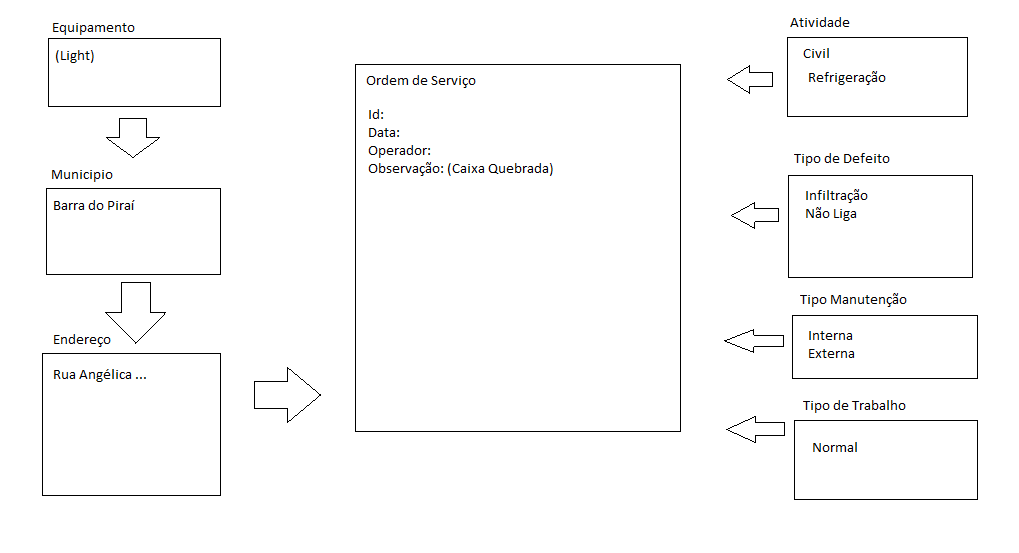 Equipamento
(Light)
Municipio
Barra do Piraí
Endereço
Rua Angélica ...
Ordem de Serviço
Id:
Data:
Operador:
Observação: (Caixa Quebrada)
Atividade
Civil
Refrigeração
Tipo de Defeito
Infiltração
Não Liga
Tipo Manutenção
Interna
Externa
Tipo de Trabalho
Normal